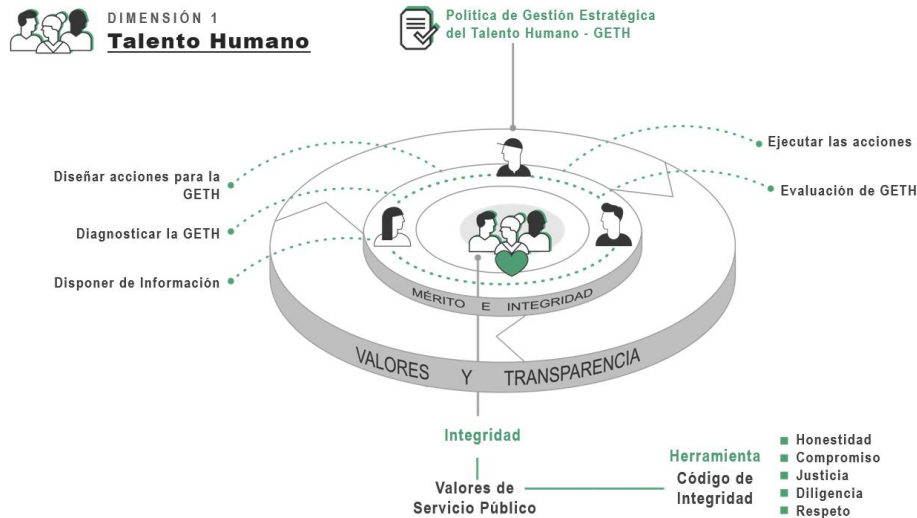 DIMENSIÓN 1
Talento Humano
Política de Gestión Estratégica
del Talento Humano - GETH
Ejecutar las acciones
Diseñar acciones para la
GETH
Evaluación de GETH
Diagnosticar la GETH
Disponer de Información
MÉRITO E INTEGRIDAD
VALORES Y TRANSPARENCIA
Integridad
Valores de
Servicio Público
Herramienta
Código de
Integridad
Honestidad
Compromiso
Justicia
Diligencia
Respeto